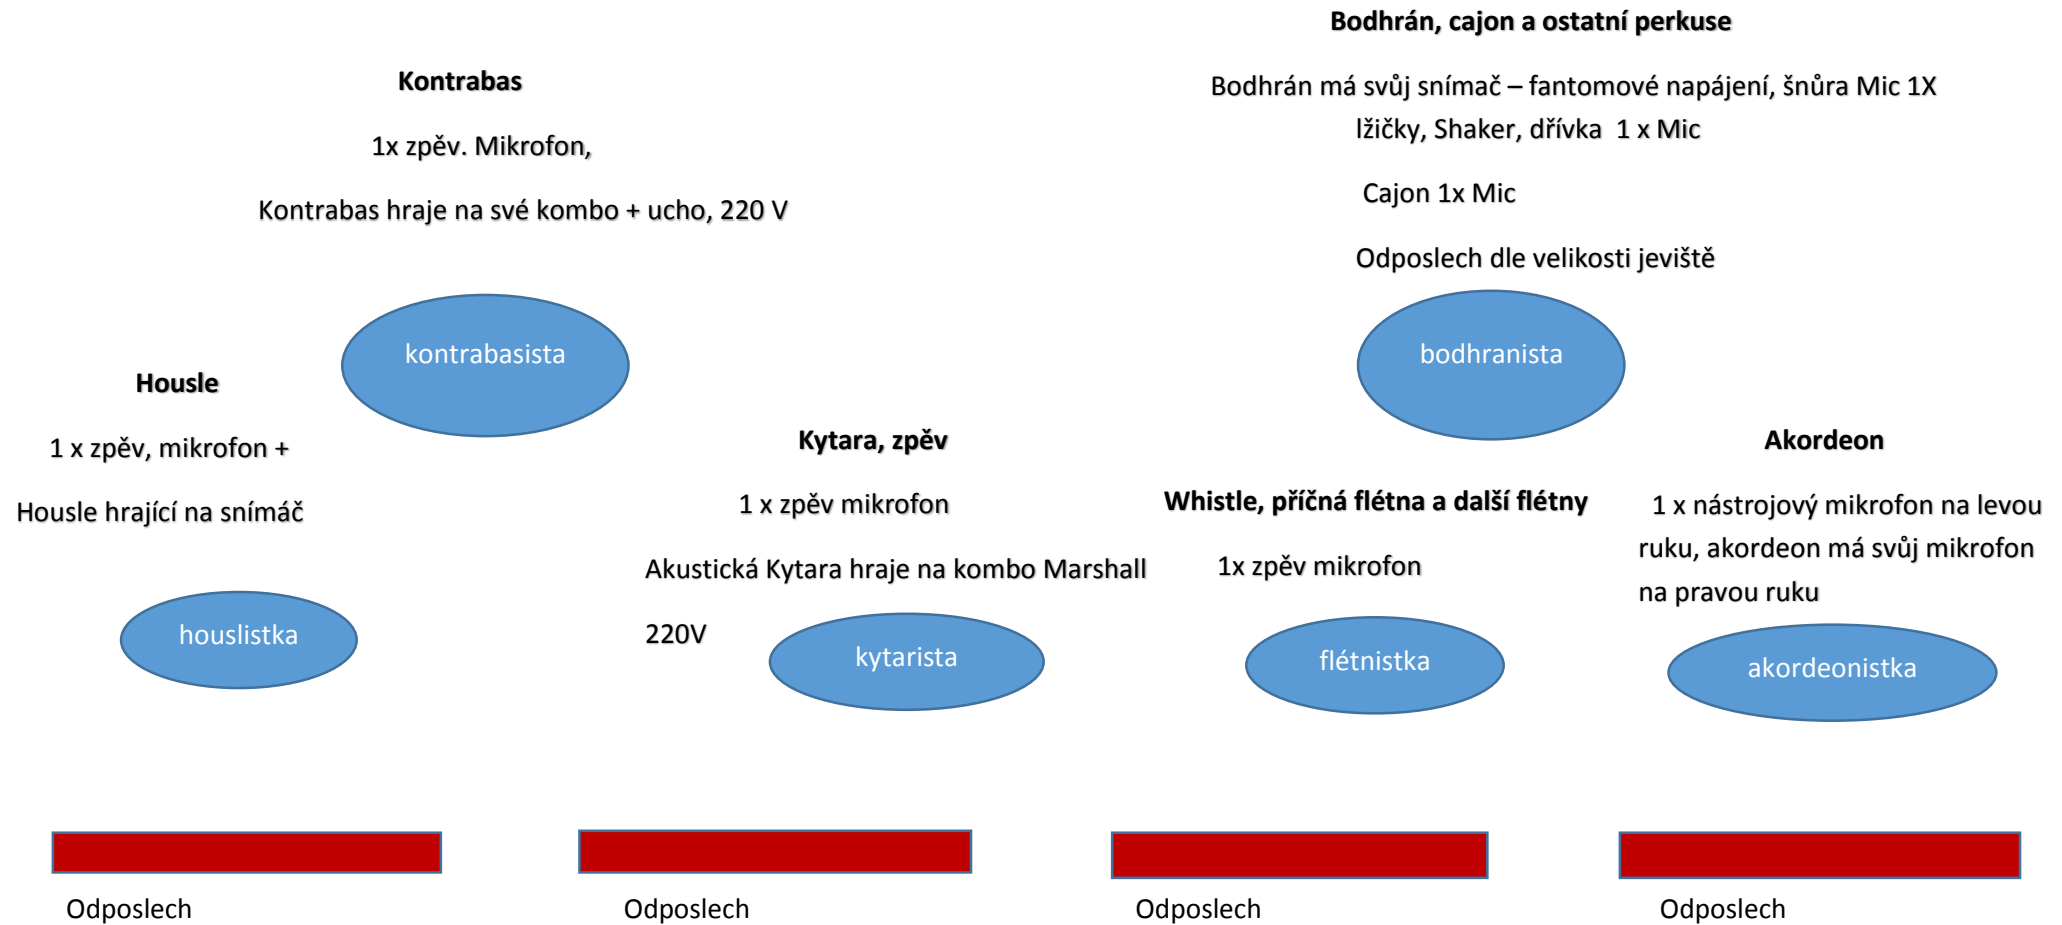 Bodhrán, cajon a ostatní perkuse
Bodhrán má svůj snímač – fantomové napájení, šnůra Mic 1X
lžičky, Shaker, dřívka 1 x Mic
Cajon 1x Mic
Odposlech dle velikosti jeviště
bodhranista
Kontrabas
1x zpěv. Mikrofon,
Kontrabas hraje na své kombo + ucho, 220 V
kontrabasista
Housle
1 x zpěv, mikrofon +
Housle hrající na snímáč
houslistka
Kytara, zpěv
1 x zpěv mikrofon
Akustická Kytara hraje na kombo Marshall
220V
kytarista
Whistle, příčná flétna a další flétny
1x zpěv mikrofon
flétnistka
Akordeon
1 x nástrojový mikrofon na levou
ruku, akordeon má svůj mikrofon
na pravou ruku
akordeonistka
Odposlech
Odposlech
Odposlech
Odposlech